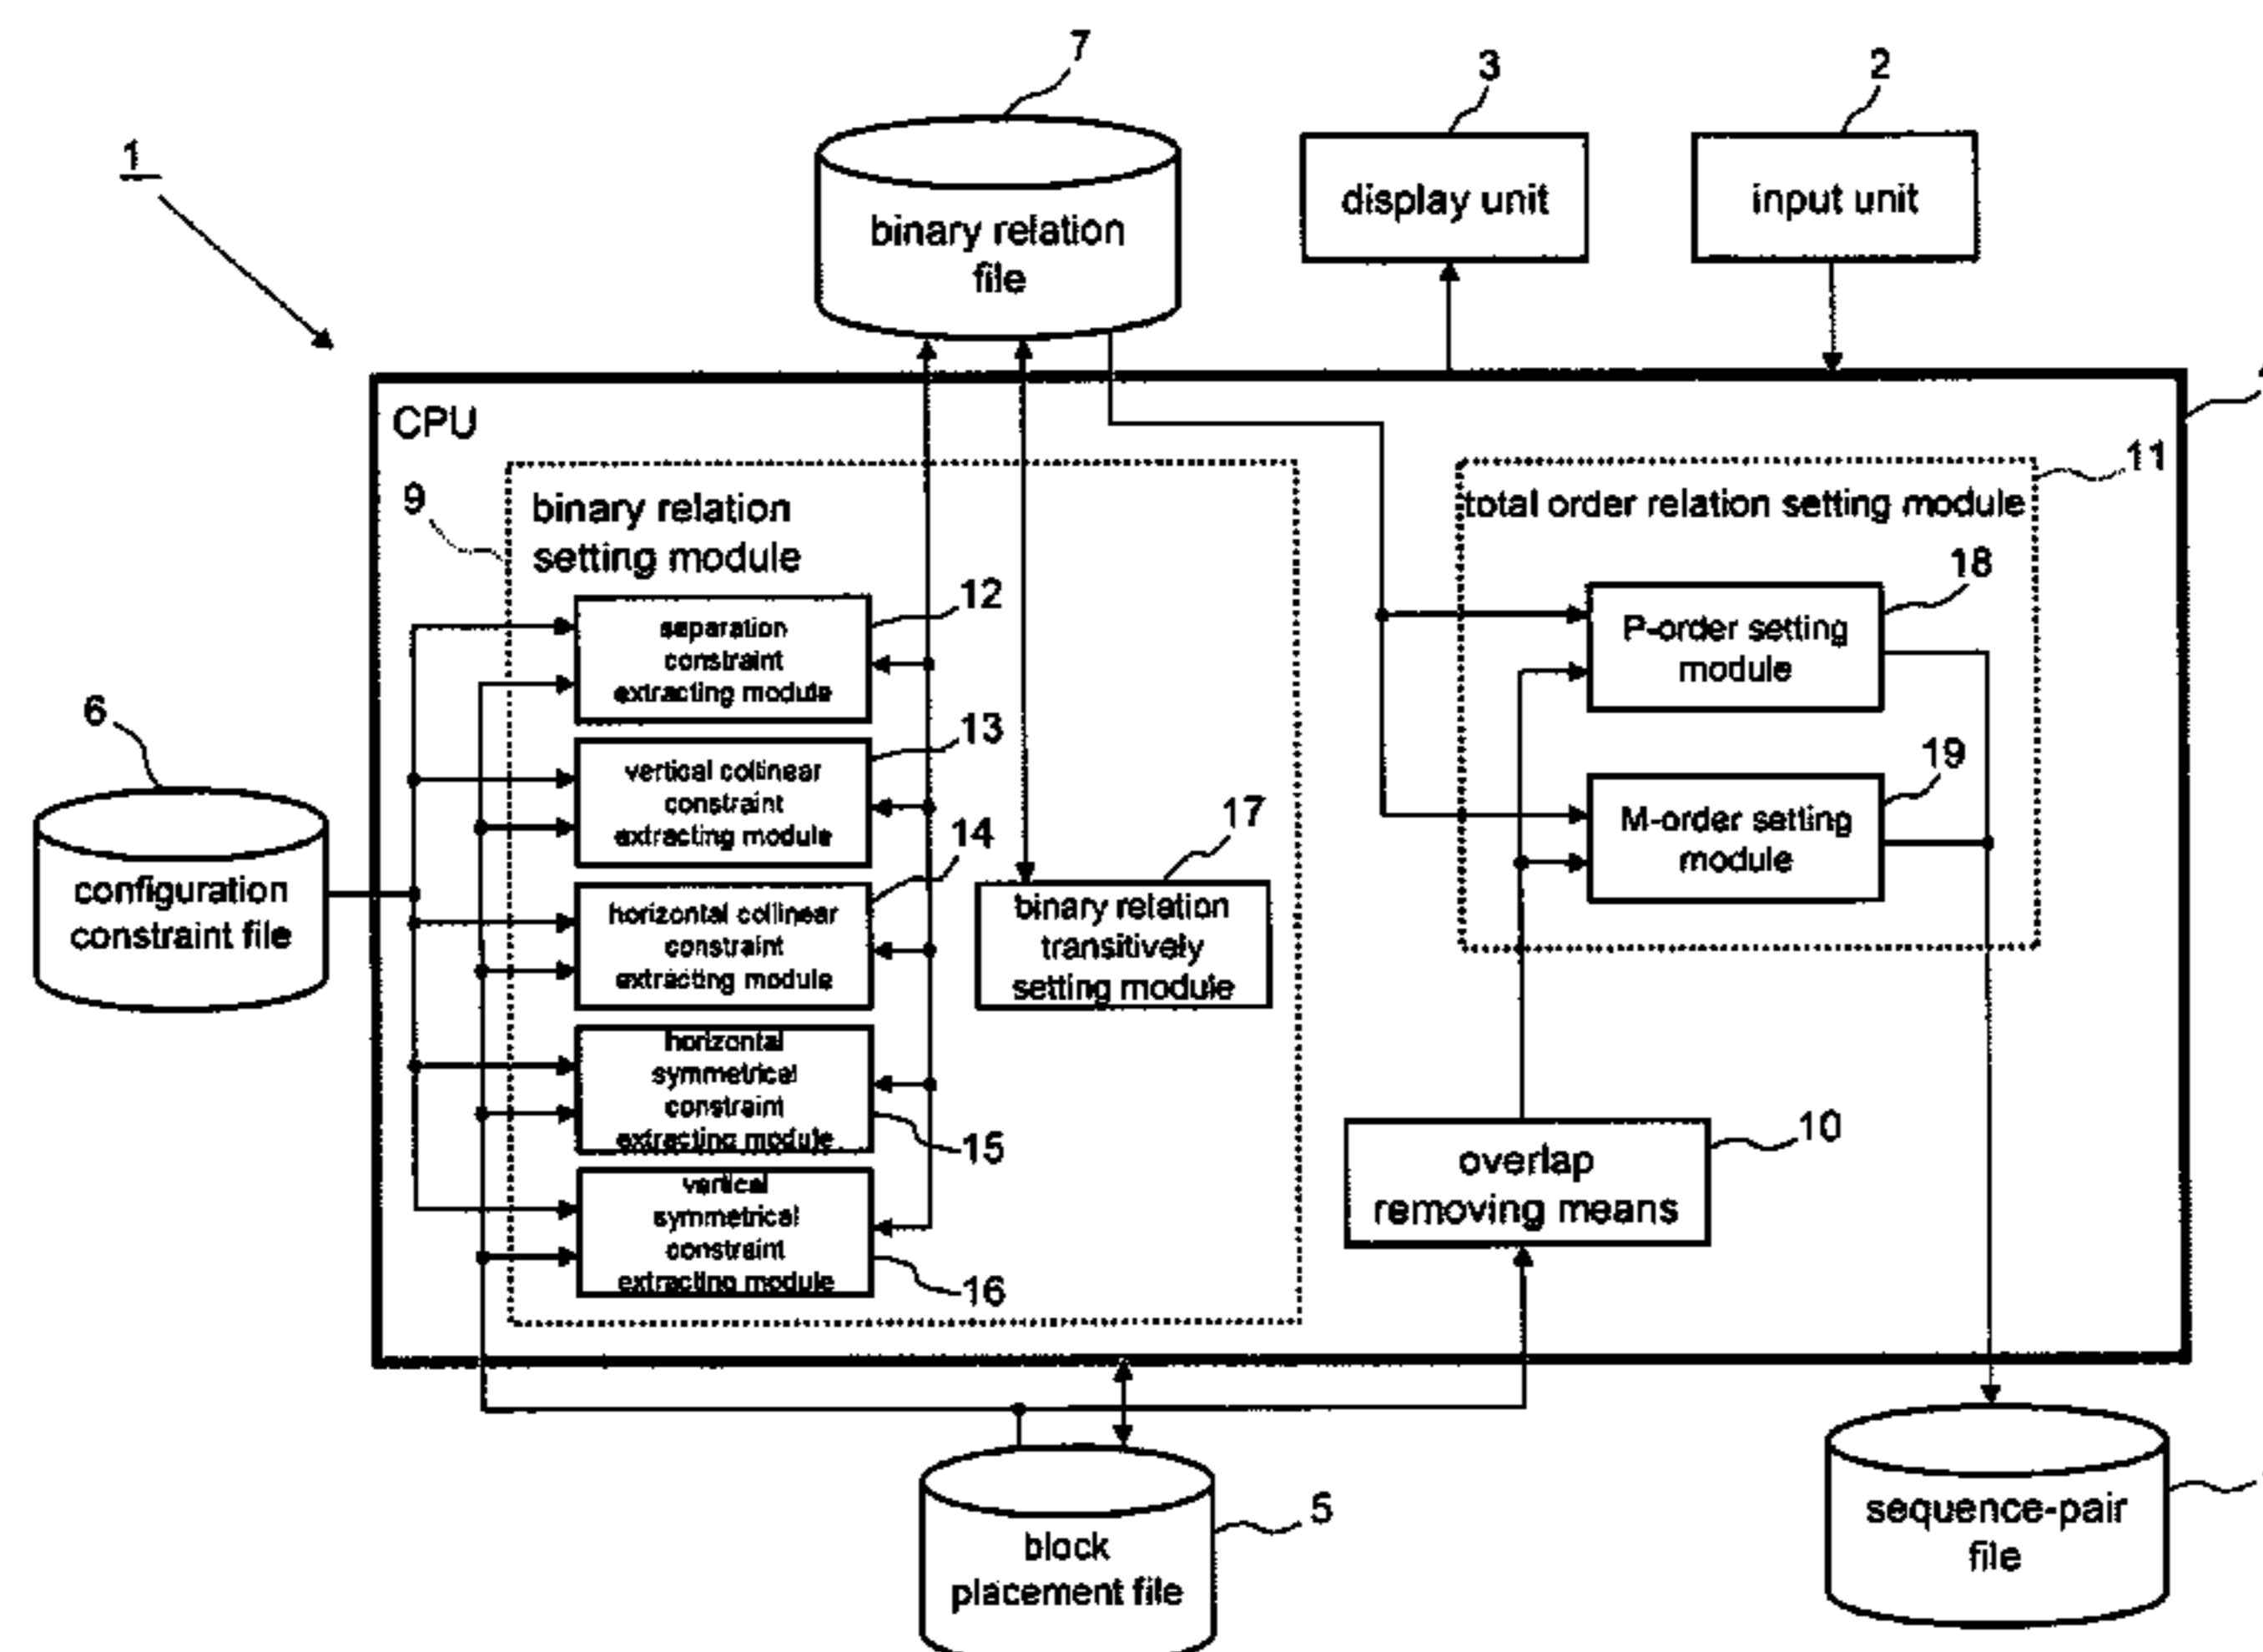 7
3
2
1
binary relation
file
display unit
input unit
CPU
11
9
binary relation
setting module
total order relation setting module
12
separation
constraint
extracting module
18
P-order setting
module
6
13
vertical collinear
constraint
extracting module
19
M-order setting
module
17
14
configuration
constraint file
horizontal collinear
constraint
extracting module
binary relation
transitively
setting module
horizontal
symmetrical
constraint
extracting module
15
10
overlap
removing means
vertical
symmetrical
constraint
extracting module
16
5
block
placement file
sequence-pair
file